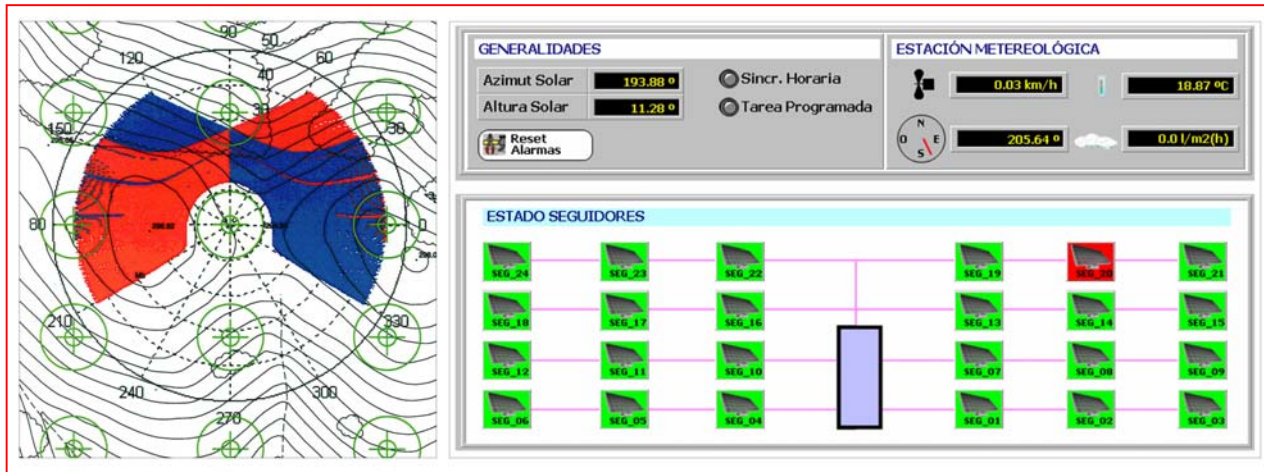 90
50
120
60
40
30
150
30
80
0
210
330
240
300
270
GENERALIDADES
Azimut Solar 193.88 º
Altura Solar 11.28 º
Sincr. Horaria
Tarea Programada
Reset
Alarmas
ESTACIÓN METEREOLÓGICA
0.03 km/h 18.87 ºC
N
O E
S
205.64 º 0.0 l/m2(h)
ESTADO SEGUIDORES
SEG_24 SEG_23 SEG_22 SEG_19 SEG_20 SEG_21
SEG_18 SEG_17 SEG_16 SEG_13 SEG_14 SEG_15
SEG_12 SEG_11 SEG_10 SEG_07 SEG_08 SEG_09
SEG_06 SEG_05 SEG_04 SEG_01 SEG_02 SEG_03